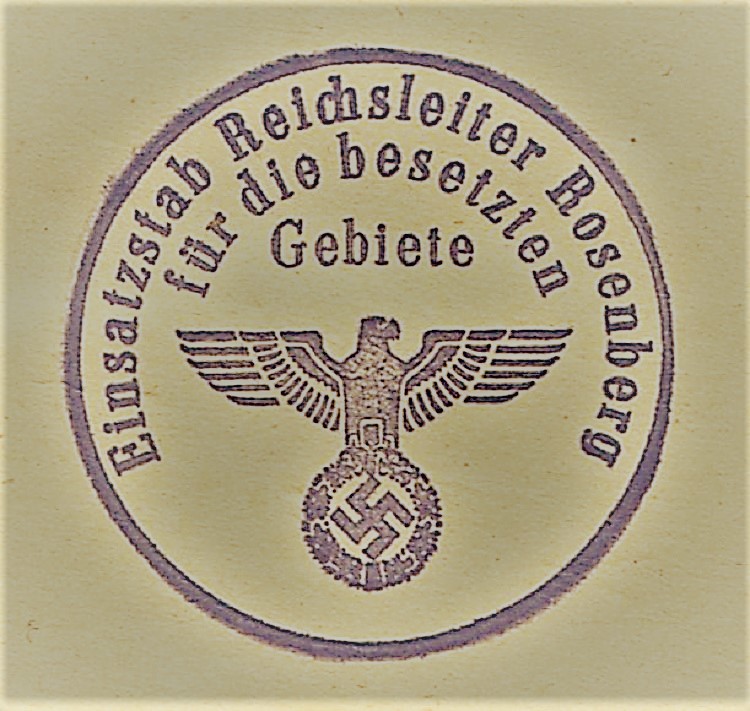 Einsatzstab Reichsleiter Rosenberg
für die besetzten
Gebiete